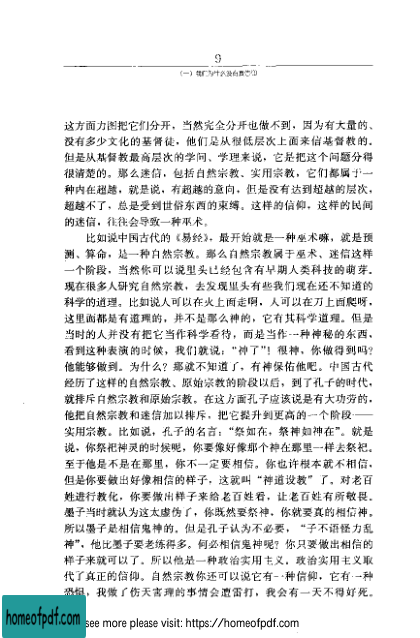 9
(一)我们为什么没有宗教(1)
这方面力图把它们分开，当然完全分开也做不到，因为有大量的、
没有多少文化的基督徒，他们是从很低层次上面来信基督教的。
但是从基督教最高层次的学问、学理来说，它是把这个问题分得
很清楚的。那么迷信，包括自然宗教、实用宗教，它们都属于一
种内在超越，就是说，有超越的意向，但是没有达到超越的层次，
超越不了，总是受到世俗东西的束缚。这样的信仰，这样的民间
的迷信，往往会导致一种巫术。
比如说中国古代的《易经》，最开始就是一种巫术嘛，就是预
测、算命，是一种自然宗教。那么自然宗教属于巫术、迷信这样
一个阶段，当然你可以说里头已经包含有早期人类科技的萌芽。
现在很多人研究自然宗教，去发现里头有些我们现在还不知道的
科学的道理。比如说人可以在火上面走啊，人可以在刀上面爬呀，
这里面都是有道理的，并不是那么神的，它有其科学道理。但是
当时的人并没有把它当作科学看待，而是当作一种神秘的东西，
看到这种表演的时候，我们就说：“神了”！很神，你做得到吗？
他能够做到。为什么？那就不知道了，有神保佑他吧。中国古代
经历了这样的自然宗教、原始宗教的阶段以后，到了孔子的时代，
就排斥自然宗教和原始宗教。在这方面孔子应该说是有大功劳的，
他把自然宗教和迷信加以排斥，把它提升到更高的一个阶段——
实用宗教。比如说，孔子的名言：“祭如在，祭神如神在”。就是
说，你祭祀神灵的时候呢，你要像好像那个神在那里一样去祭祀。
至于他是不是在那里，你不一定要相信。你也许根本就不相信，
但是你要做出好像相信的样子，这就叫“神道设教”了。对老百
姓进行教化，你要做出样子来给老百姓看，让老百姓有所敬畏。
墨子当时就认为这太虚伪了，你既然要祭神，你就要真的相信神。
所以墨子是相信鬼神的。但是孔子认为不必要，“子不语怪力乱
神”，他比墨子要老练得多。何必相信鬼神呢？你只要做出相信的
样子来就可以了。所以他是一种政治实用主义。政治实用主义取
代了真正的信仰。自然宗教你还可以说它有一种信仰，它有一种
恐惧，我做了伤天害理的事情会遭雷打，我会有一天不得好死。
homeofpdf.com
see more please visit: https://homeofpdf.com